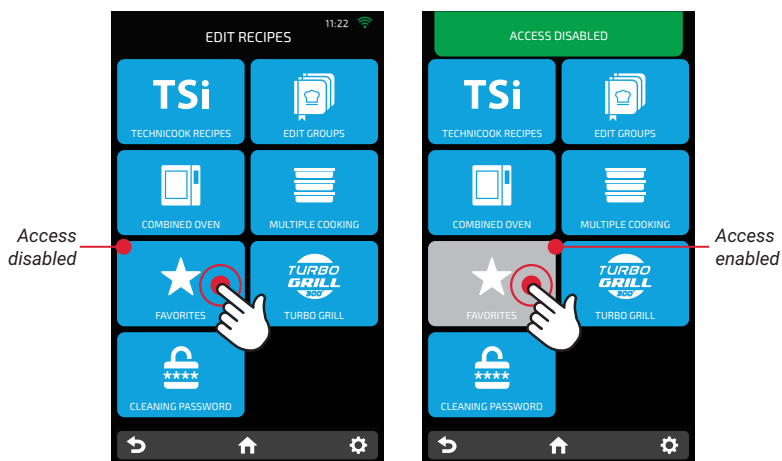 11:22
EDIT RECIPES
TSi
TECHNICOOK RECIPES
EDIT GROUPS
COMBINED OVEN
MULTIPLE COOKING
Access
disabled
FAVORITES
TURBO
GRILL
300°
TURBO GRILL
****
CLEANING PASSWORD
ACCESS DISABLED
TSi
TECHNICOOK RECIPES
EDIT GROUPS
COMBINED OVEN
MULTIPLE COOKING
Access
enabled
FAVORITES
TURBO
GRILL
300°
TURBO GRILL
****
CLEANING PASSWORD